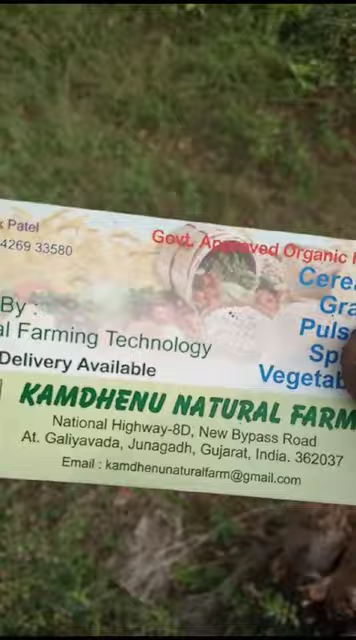 Patel
4269 33580
Govt. Approved Organic
Cere
Gra
Puls
Sp
Vegetab
By :
al Farming Technology
Delivery Available
KAMDHENU NATURAL FARM
National Highway-8D, New Bypass Road
At. Galiyavada, Junagadh, Gujarat, India. 362037
Email : kamdhenunaturalfarm@gmail.com